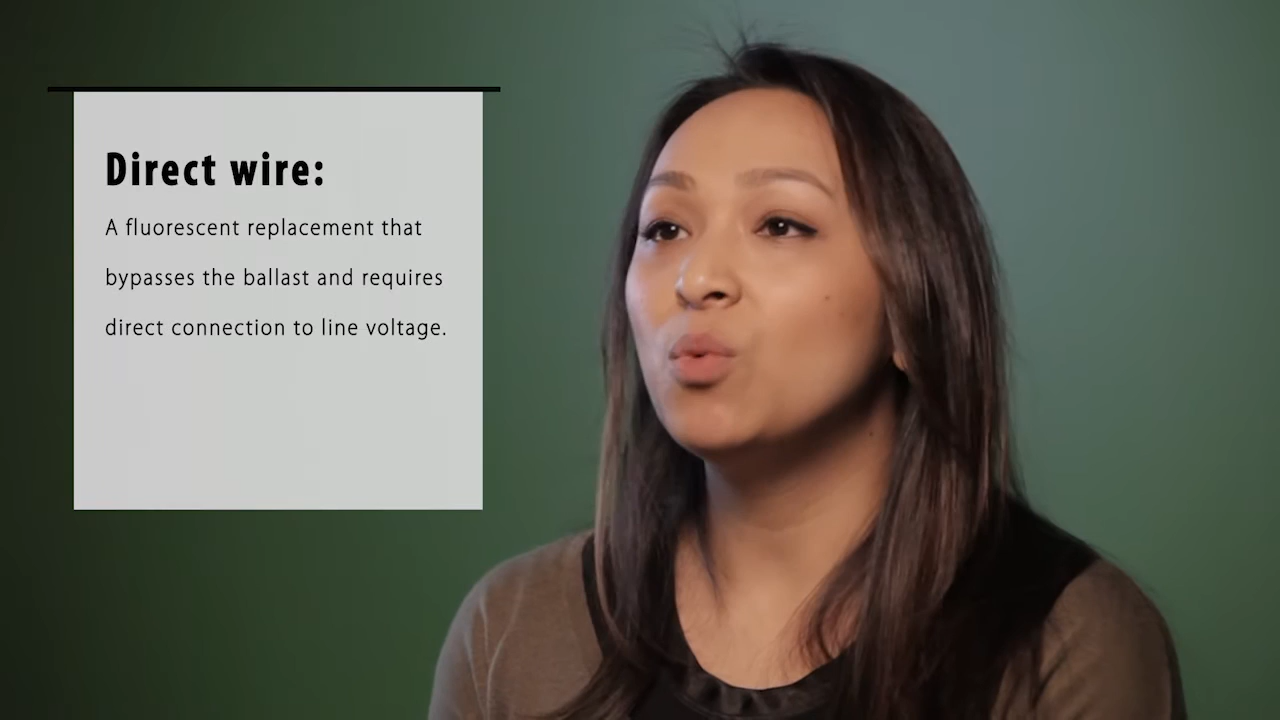 Direct wire:
A fluorescent replacement that
bypasses the ballast and requires
direct connection to line voltage.